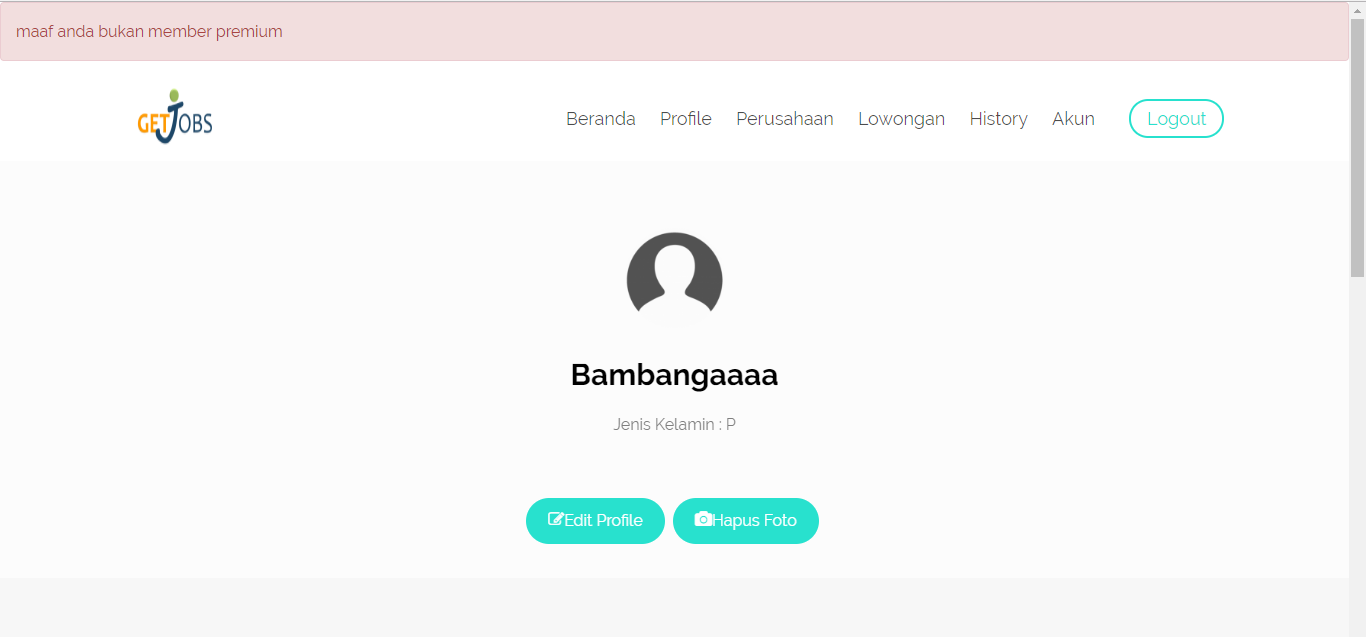 maaf anda bukan member premium
GETJOBS
Beranda Profile Perusahaan Lowongan History Akun Logout
Bambangaaaa
Jenis Kelamin : P
Edit Profile Hapus Foto